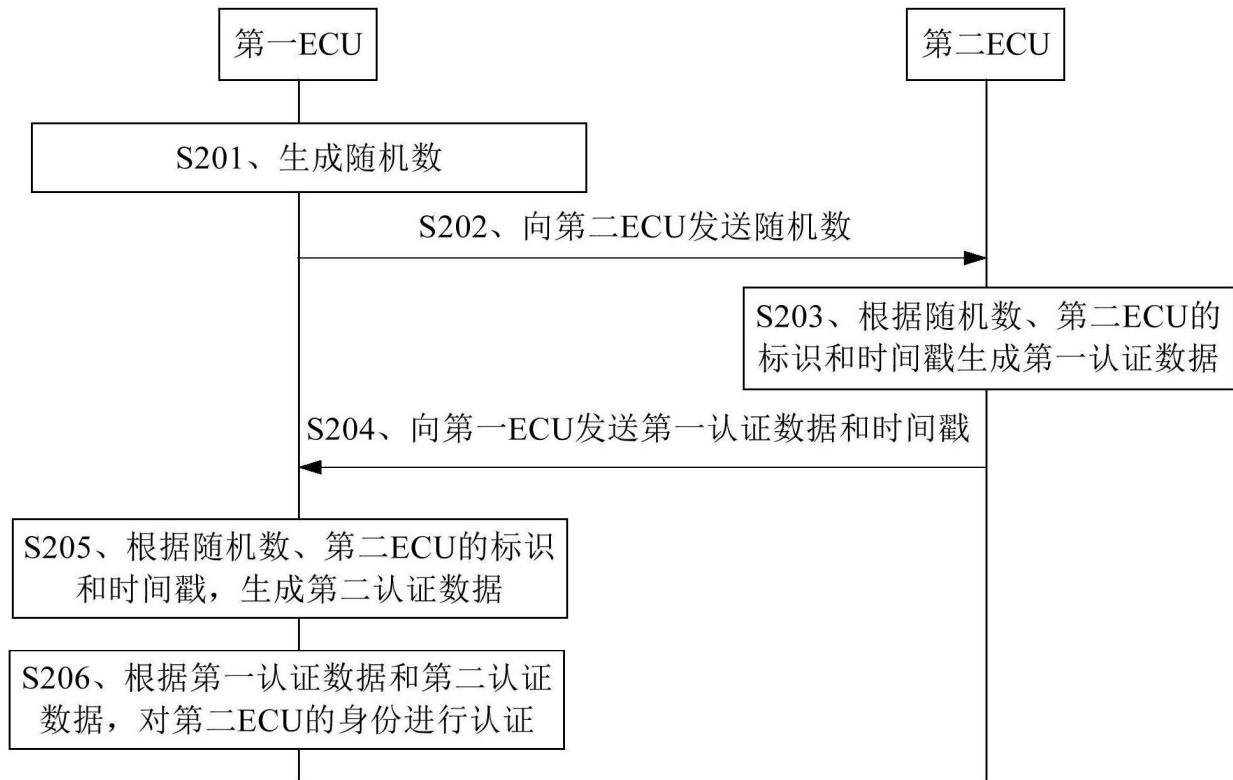 第一ECU
第二ECU
S201、生成随机数
S202、向第二ECU发送随机数
S203、根据随机数、第二ECU的
标识和时间戳生成第一认证数据
S204、向第一ECU发送第一认证数据和时间戳
S205、根据随机数、第二ECU的标识
和时间戳，生成第二认证数据
S206、根据第一认证数据和第二认证
数据，对第二ECU的身份进行认证